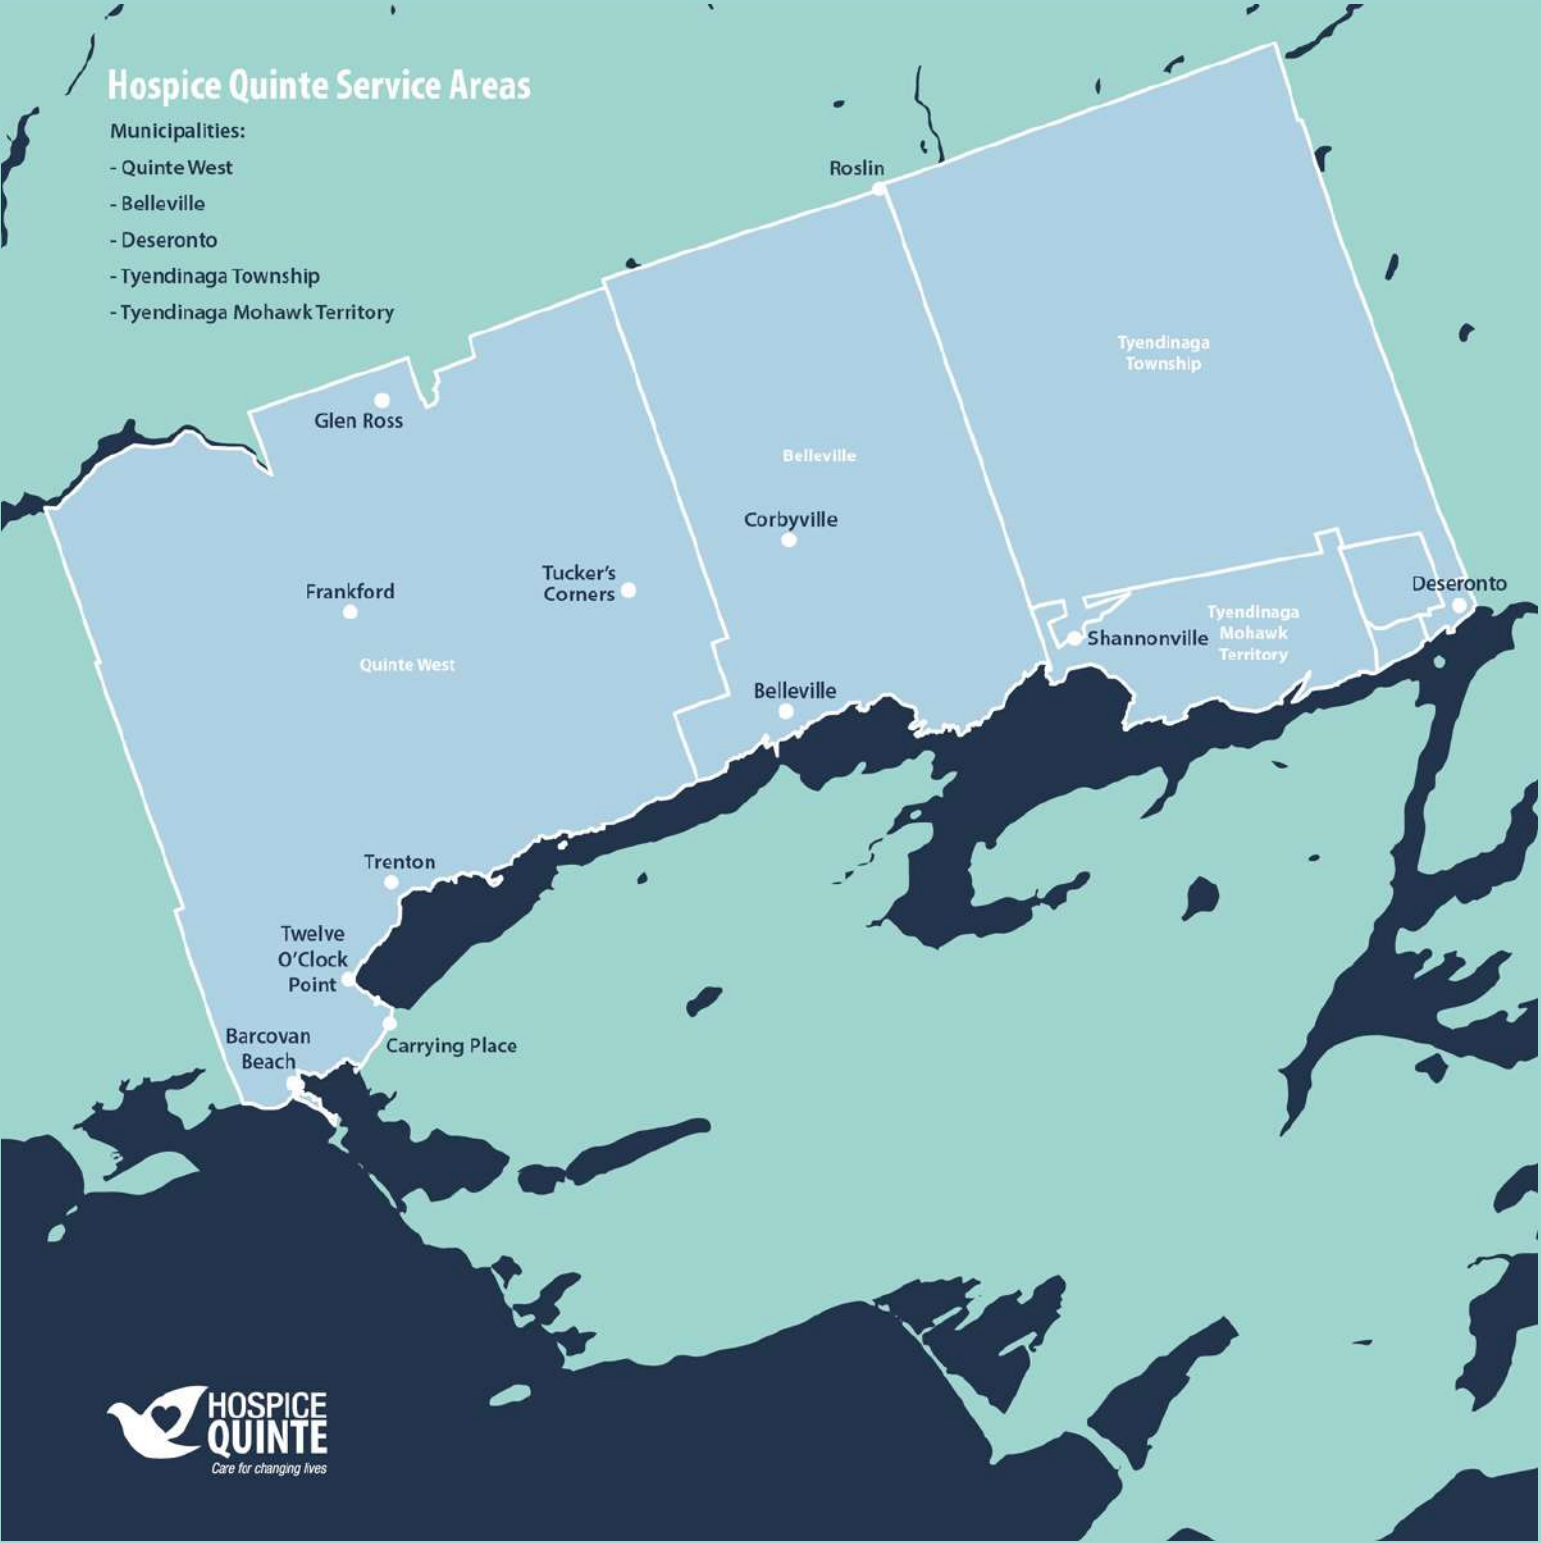 Hospice Quinte Service Areas
Municipalities:
- Quinte West
- Belleville
- Deseronto
- Tyendinaga Township
- Tyendinaga Mohawk Territory
Roslin
Tyendinaga
Township
Glen Ross
Belleville
Corbyville
Tucker's
Corners
Frankford
Deseronto
Tyendinaga
Mohawk
Territory
Shannonville
Quinte West
Belleville
Trenton
Twelve
O'Clock
Point
Barcovan
Beach
Carrying Place
HOSPICE
QUINTE
Care for changing lives